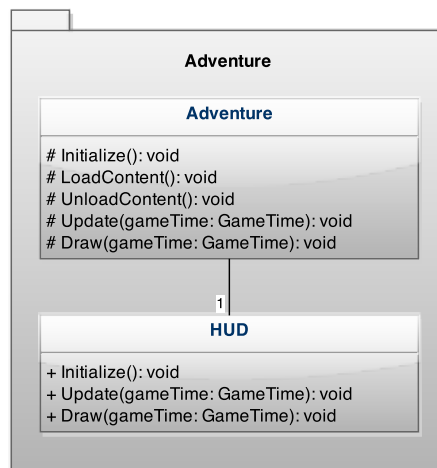 Adventure
Adventure
# Initialize(): void
# LoadContent(): void
# UnloadContent(): void
# Update(gameTime: GameTime): void
# Draw(gameTime: GameTime): void
1
HUD
+ Initialize(): void
+ Update(gameTime: GameTime): void
+ Draw(gameTime: GameTime): void